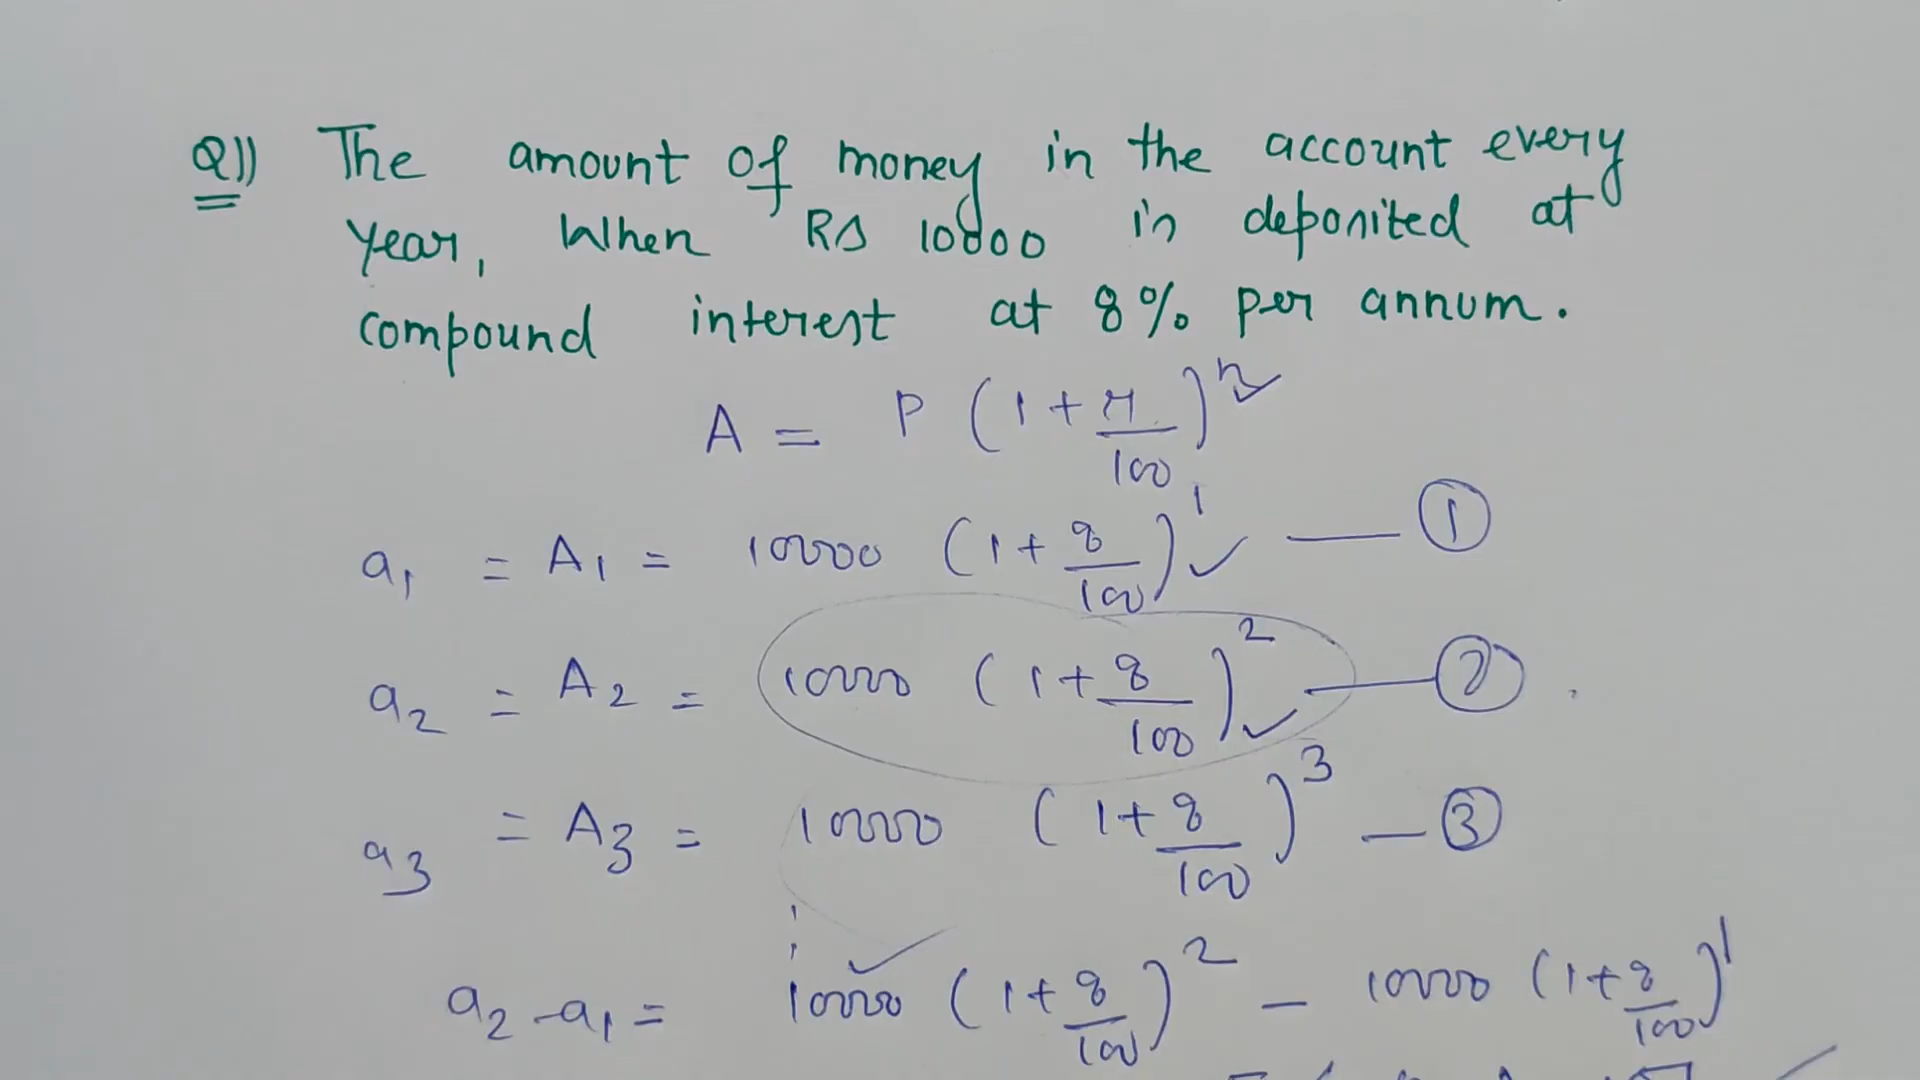 Q1) The amount of money in the account every
year, when Rs 10000 is deposited at
compound interest at 8% per annum.
A = P (1 + r/100)^n
a1 = A1 = 10000 (1 + 8/100)^1 — ①
a2 = A2 = 10000 (1 + 8/100)^2 — ②
a3 = A3 = 10000 (1 + 8/100)^3 — ③
a2 - a1 = 10000 (1 + 8/100)^2 - 10000 (1 + 8/100)^1